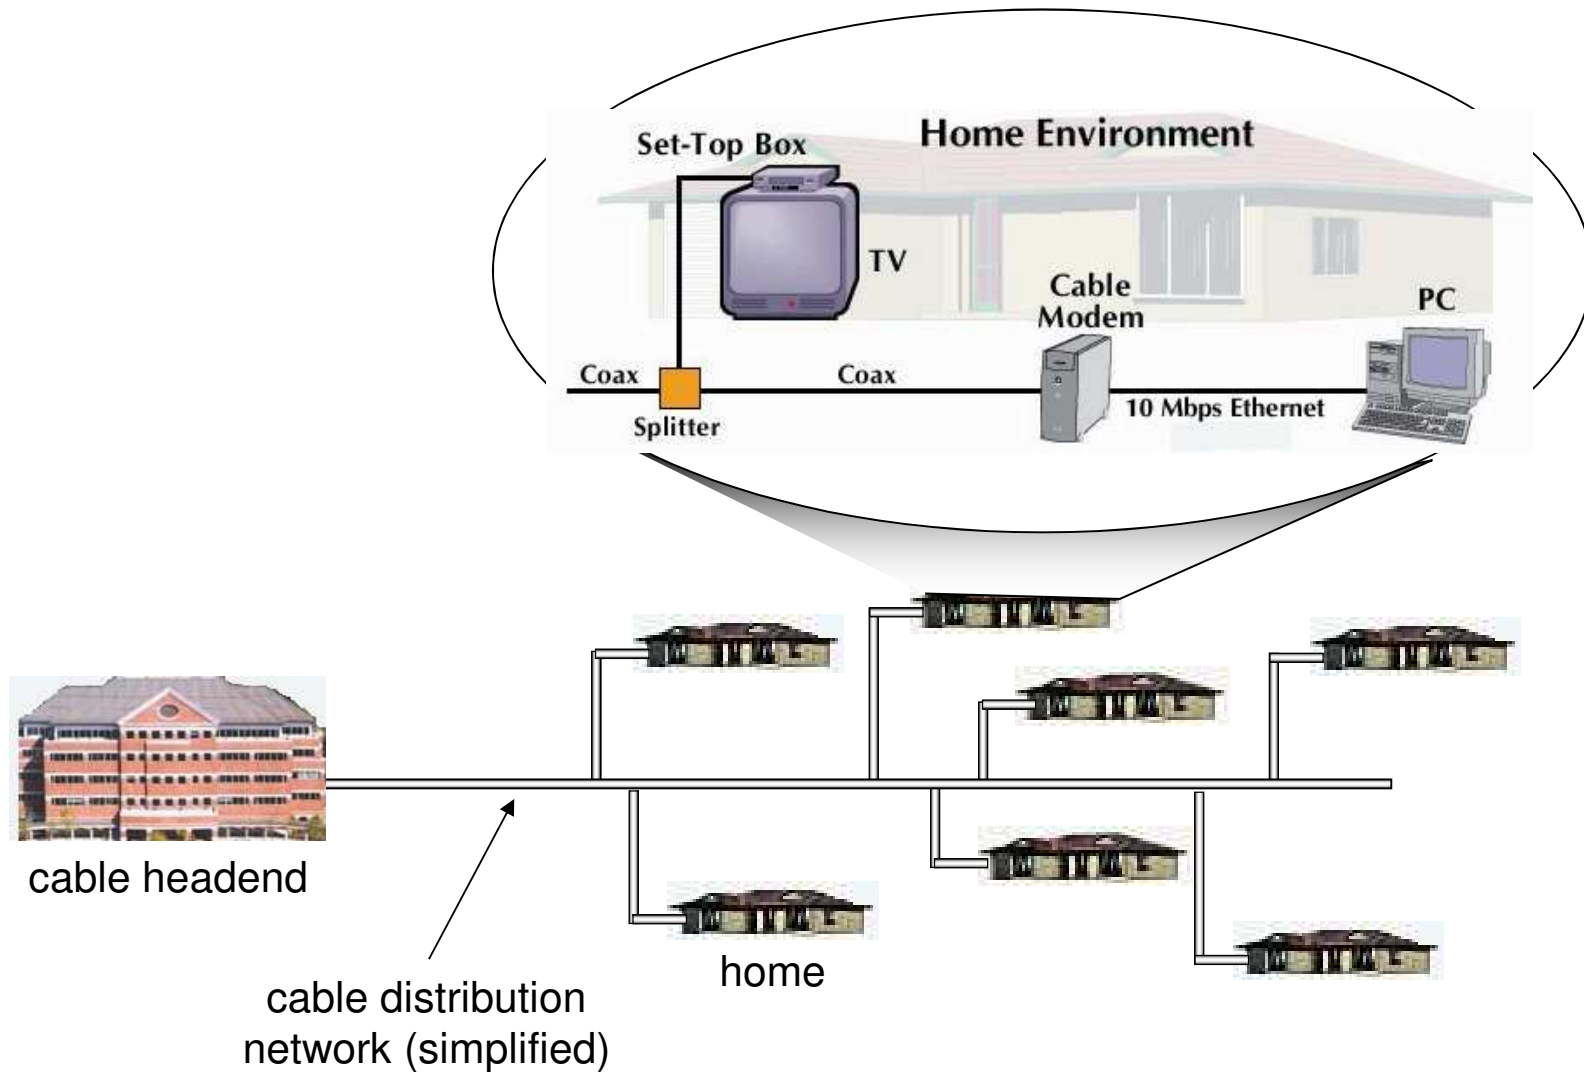 Home Environment
Set-Top Box
TV
Cable
Modem
PC
Coax
Coax
10 Mbps Ethernet
Splitter
cable headend
home
cable distribution
network (simplified)